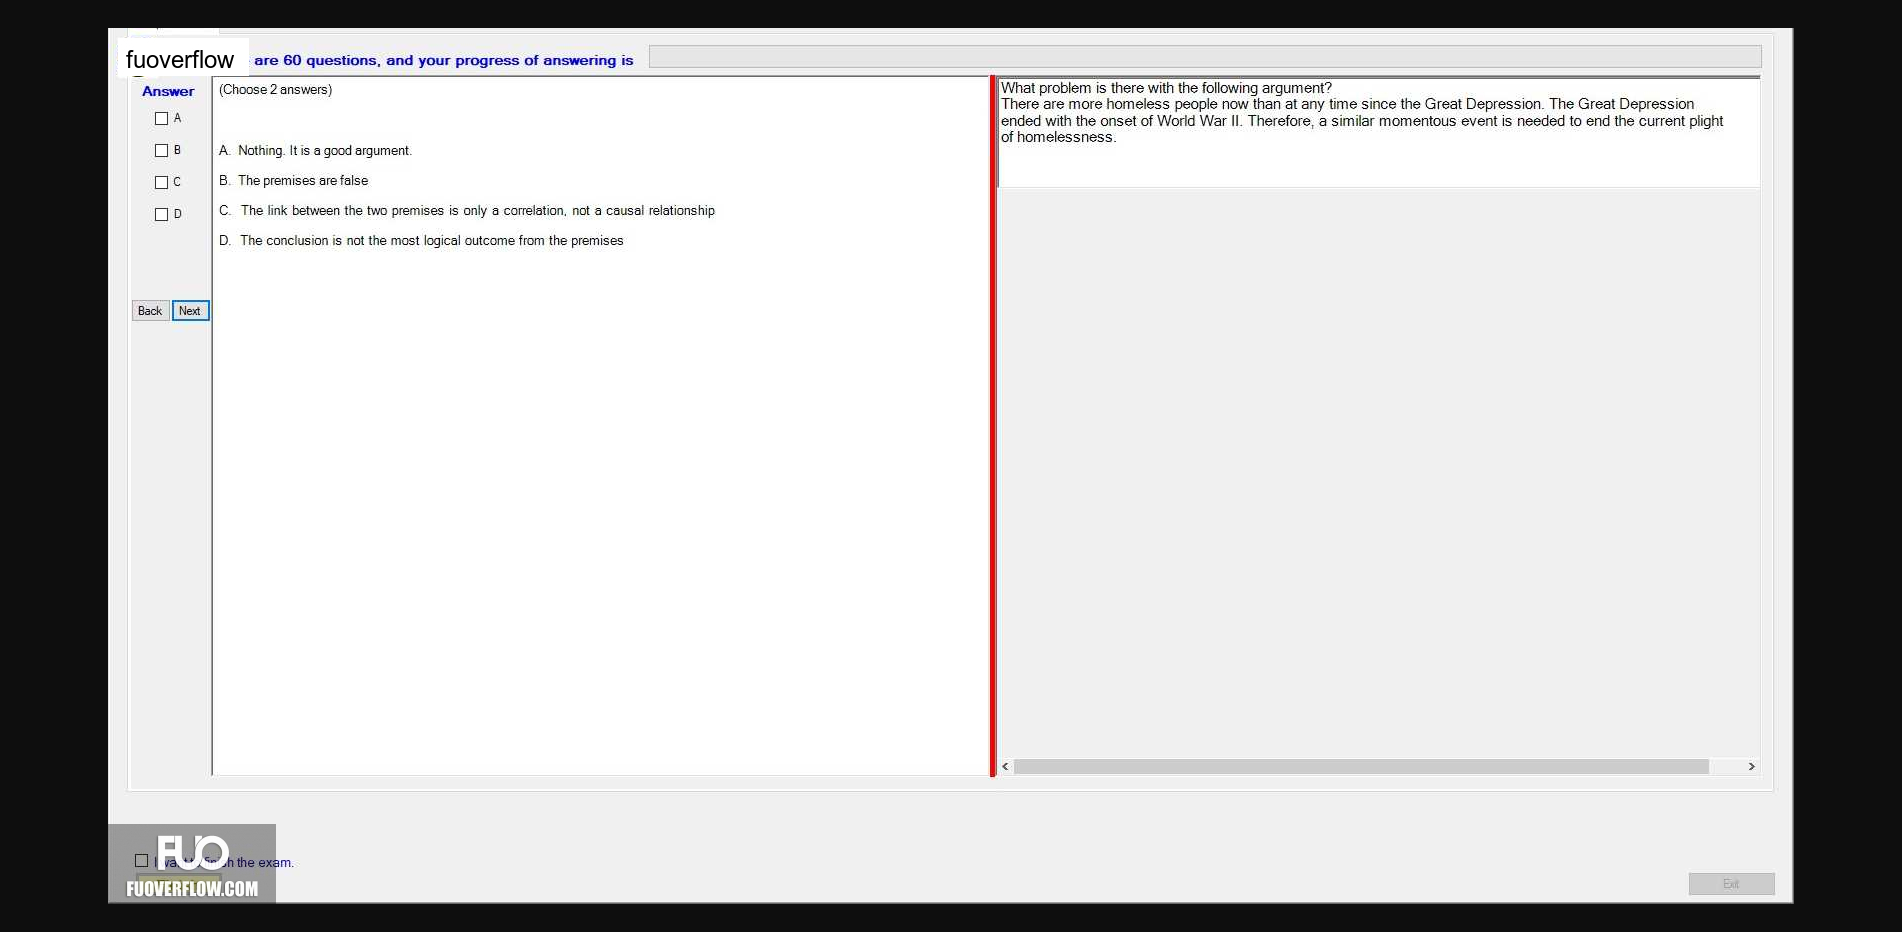 fuoverflow
are 60 questions, and your progress of answering is
Answer
A
B
C
D
Back
Next
(Choose 2 answers)
A. Nothing. It is a good argument.
B. The premises are false
C. The link between the two premises is only a correlation, not a causal relationship
D. The conclusion is not the most logical outcome from the premises
What problem is there with the following argument?
There are more homeless people now than at any time since the Great Depression. The Great Depression
ended with the onset of World War II. Therefore, a similar momentous event is needed to end the current plight
of homelessness.
FUO
I want to finish the exam.
FUOVERFLOW.COM
Exit